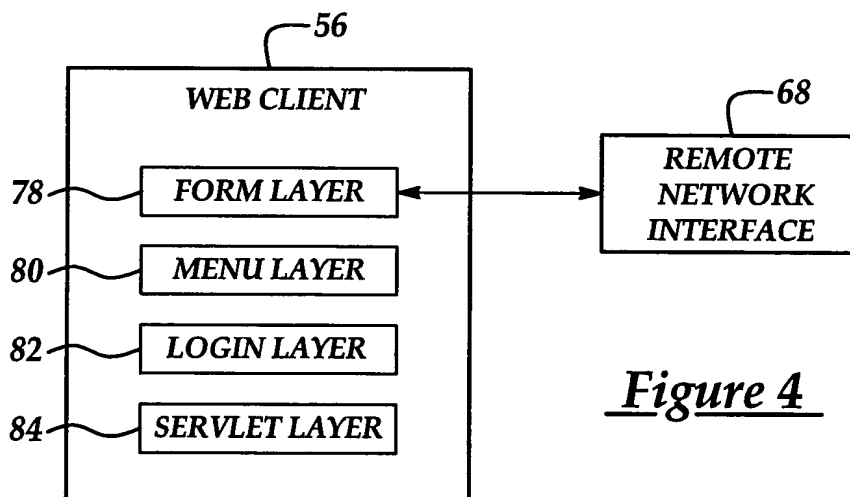 56
WEB CLIENT
68
REMOTE
NETWORK
INTERFACE
78
FORM LAYER
80
MENU LAYER
82
LOGIN LAYER
84
SERVLET LAYER
Figure 4